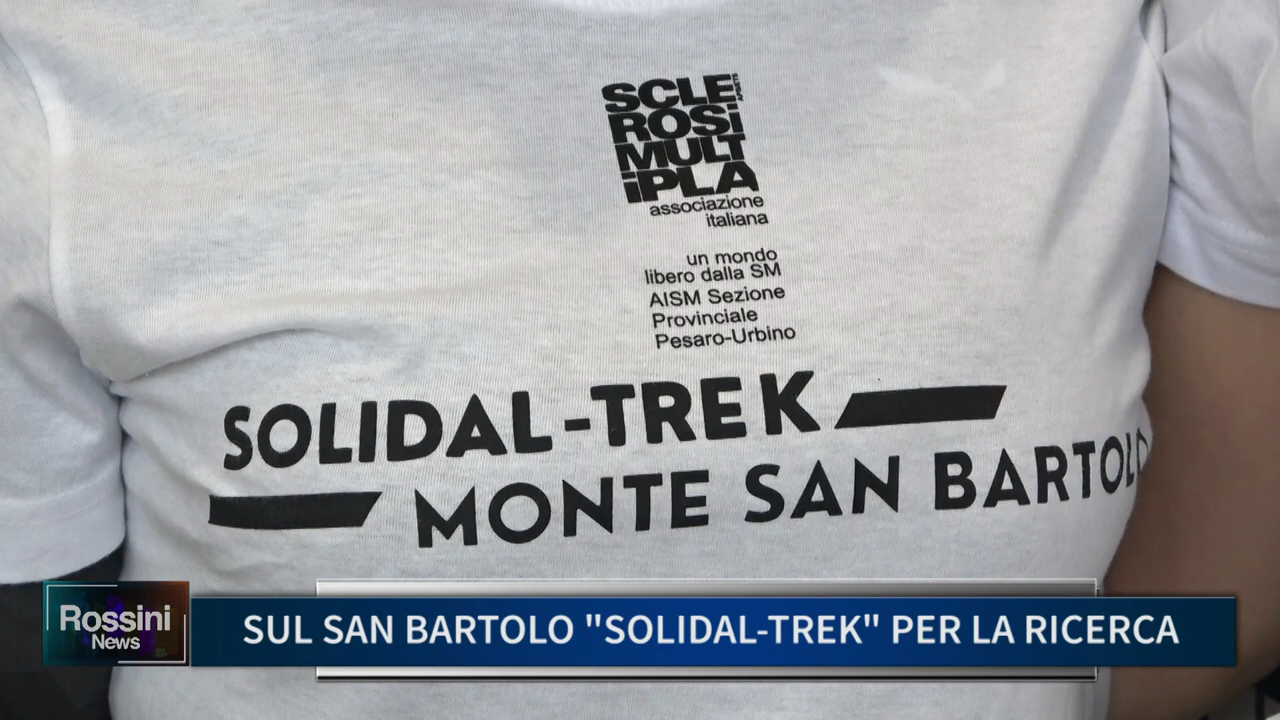 SCLE
ROSi
MULT
iPLA
associazione
italiana
un mondo
libero dalla SM
AISM Sezione
Provinciale
Pesaro-Urbino
SOLIDAL-TREK
MONTE SAN BARTOLO
Rossini
News
SUL SAN BARTOLO "SOLIDAL-TREK" PER LA RICERCA